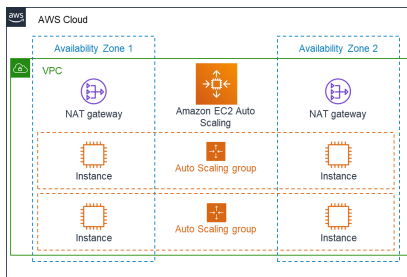 aws
AWS Cloud
Availability Zone 1
Availability Zone 2
VPC
NAT gateway
Amazon EC2 Auto
Scaling
NAT gateway
Instance
Auto Scaling group
Instance
Instance
Auto Scaling group
Instance